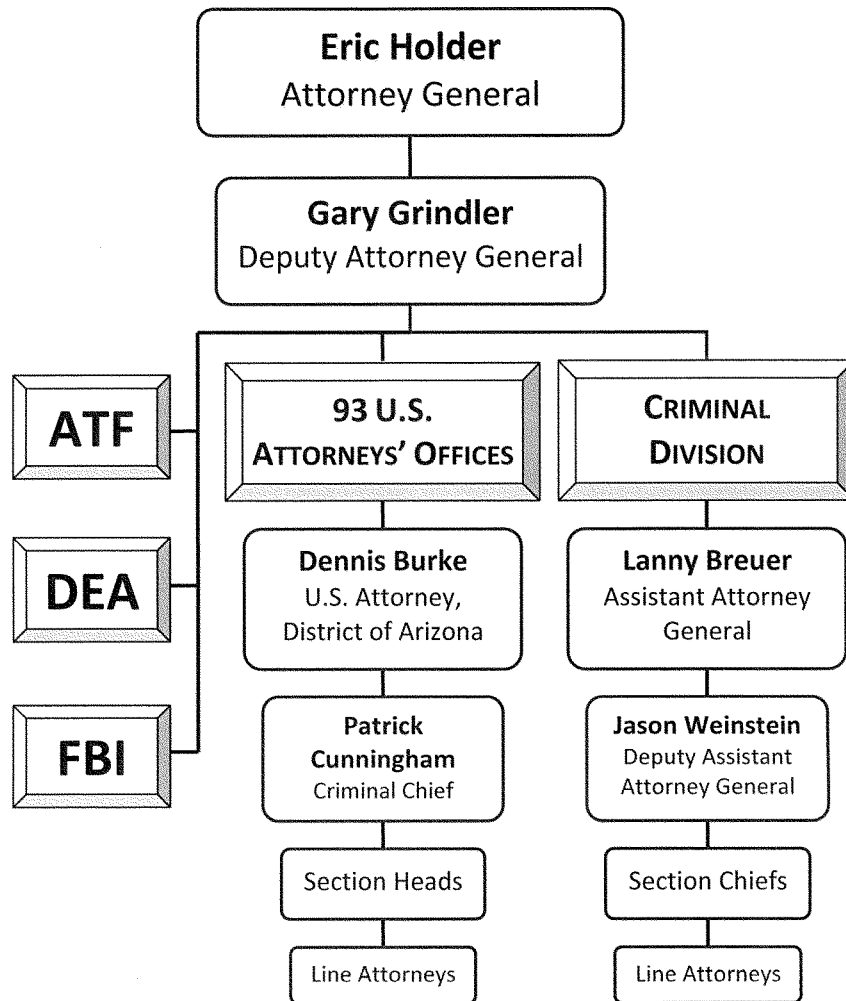 Eric Holder
Attorney General
Gary Grindler
Deputy Attorney General
ATF
DEA
FBI
93 U.S.
ATTORNEYS’ OFFICES
Dennis Burke
U.S. Attorney,
District of Arizona
Patrick
Cunningham
Criminal Chief
Section Heads
Line Attorneys
CRIMINAL
DIVISION
Lanny Breuer
Assistant Attorney
General
Jason Weinstein
Deputy Assistant
Attorney General
Section Chiefs
Line Attorneys